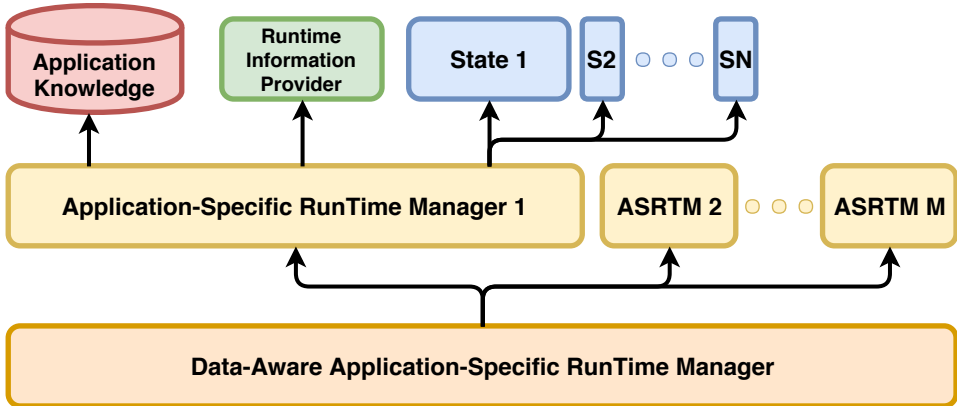 Application
Knowledge
Runtime
Information
Provider
State 1
S2
SN
Application-Specific RunTime Manager 1
ASRTM 2
ASRTM M
Data-Aware Application-Specific RunTime Manager